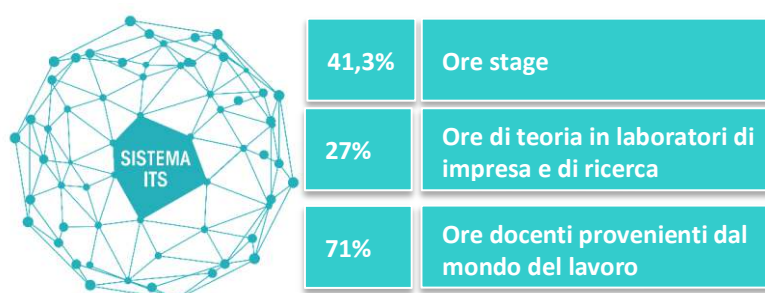 SISTEMA
ITS
41,3%
Ore stage
27%
Ore di teoria in laboratori di
impresa e di ricerca
71%
Ore docenti provenienti dal
mondo del lavoro